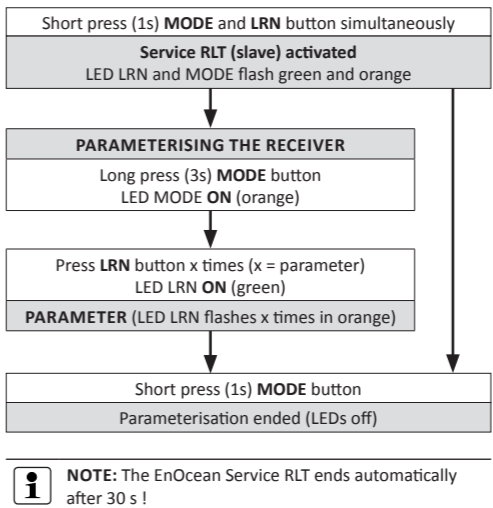 Short press (1s) MODE and LRN button simultaneously
Service RLT (slave) activated
LED LRN and MODE flash green and orange
PARAMETERISING THE RECEIVER
Long press (3s) MODE button
LED MODE ON (orange)
Press LRN button x times (x = parameter)
LED LRN ON (green)
PARAMETER (LED LRN flashes x times in orange)
Short press (1s) MODE button
Parameterisation ended (LEDs off)
NOTE: The EnOcean Service RLT ends automatically
after 30 s !